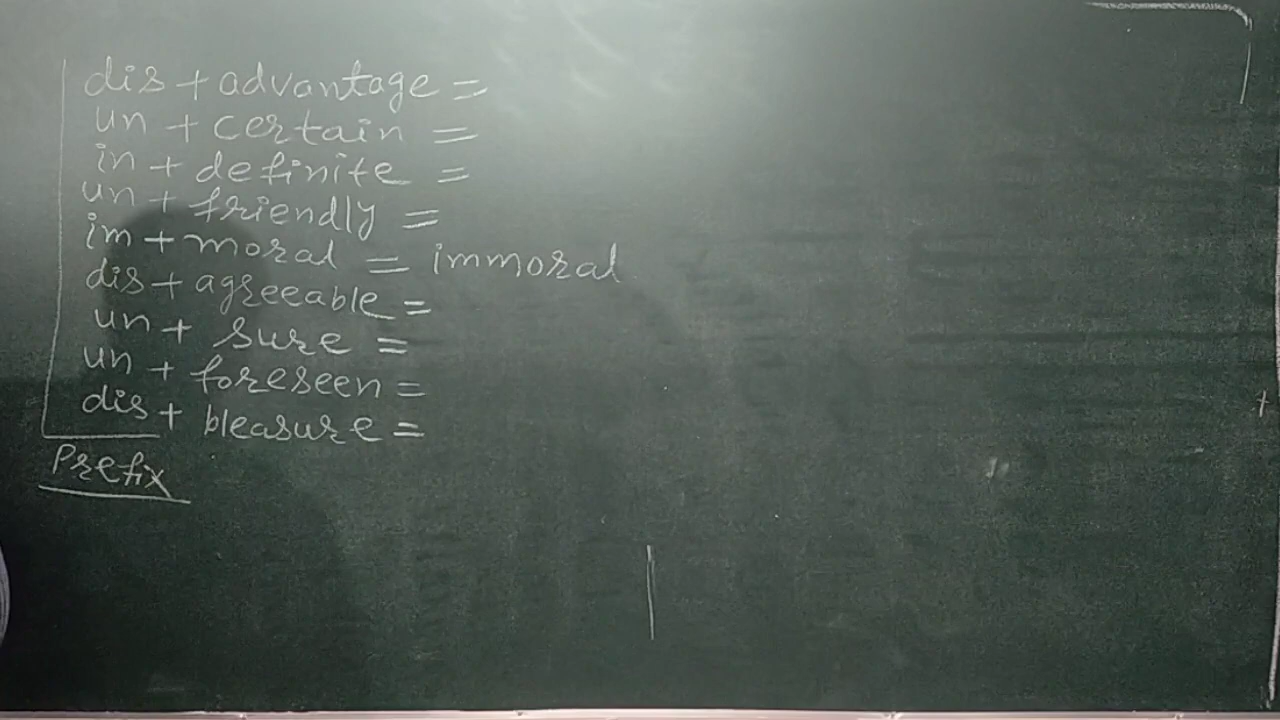 dis + advantage =
un + certain =
in + definite =
un + friendly =
im + moral = immoral
dis + agreeable =
un + sure =
un + foreseen =
dis + bleasure =
Prefix